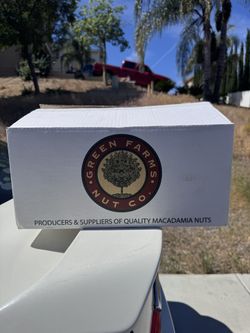 GREEN FARMS
NUT CO.
PRODUCERS & SUPPLIERS OF QUALITY MACADAMIA NUTS